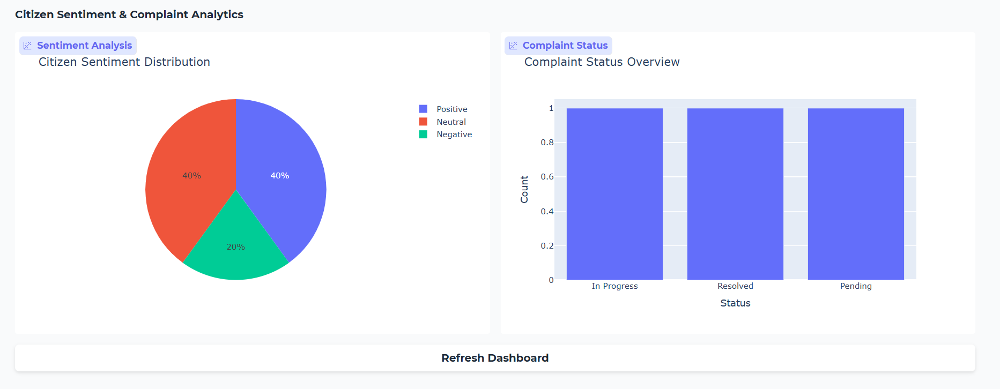 Citizen Sentiment & Complaint Analytics
Sentiment Analysis
Citizen Sentiment Distribution
Positive
Neutral
Negative
40%
40%
20%
Complaint Status
Complaint Status Overview
1
0.8
0.6
0.4
0.2
0
Count
In Progress
Resolved
Pending
Status
Refresh Dashboard